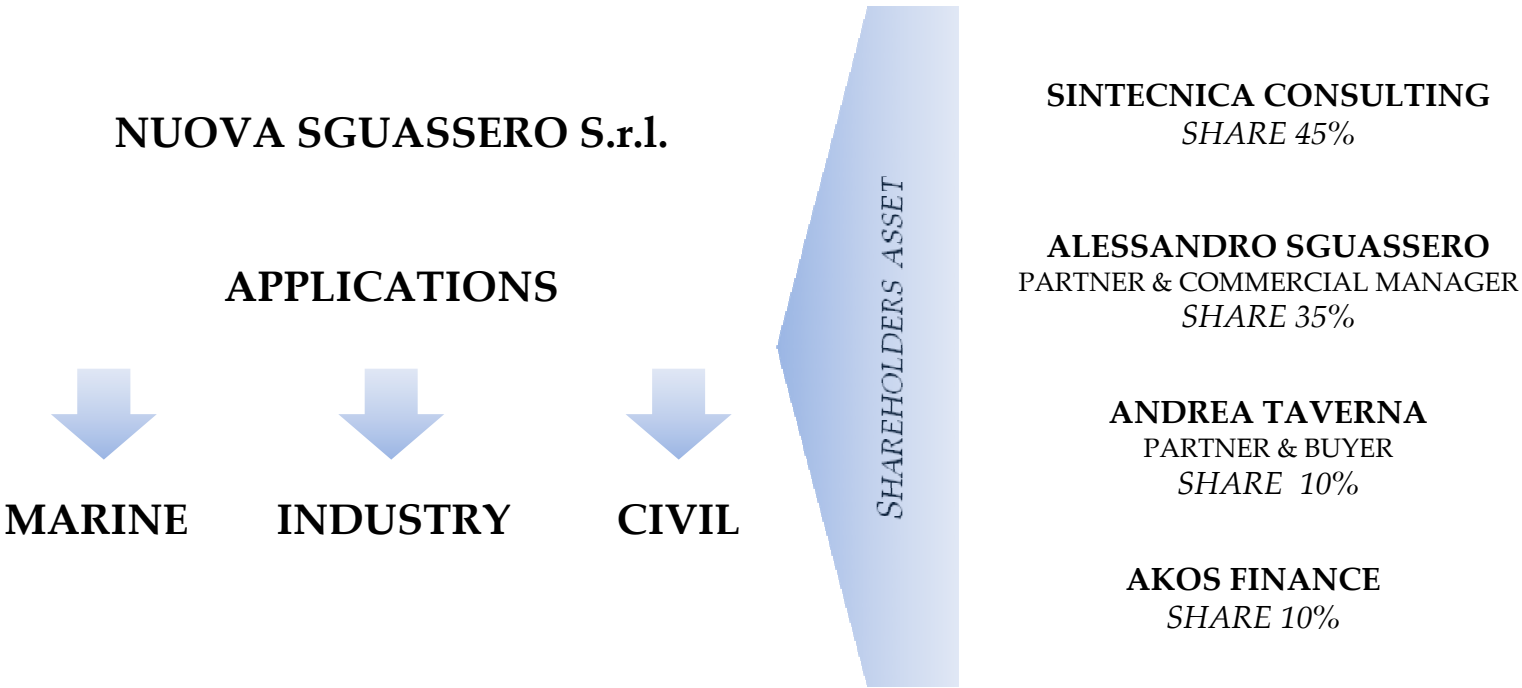 NUOVA SGUASSERO S.r.l.
APPLICATIONS
MARINE
INDUSTRY
CIVIL
SHAREHOLDERS ASSET
SINTECNICA CONSULTING
SHARE 45%
ALESSANDRO SGUASSERO
PARTNER & COMMERCIAL MANAGER
SHARE 35%
ANDREA TAVERNA
PARTNER & BUYER
SHARE 10%
AKOS FINANCE
SHARE 10%